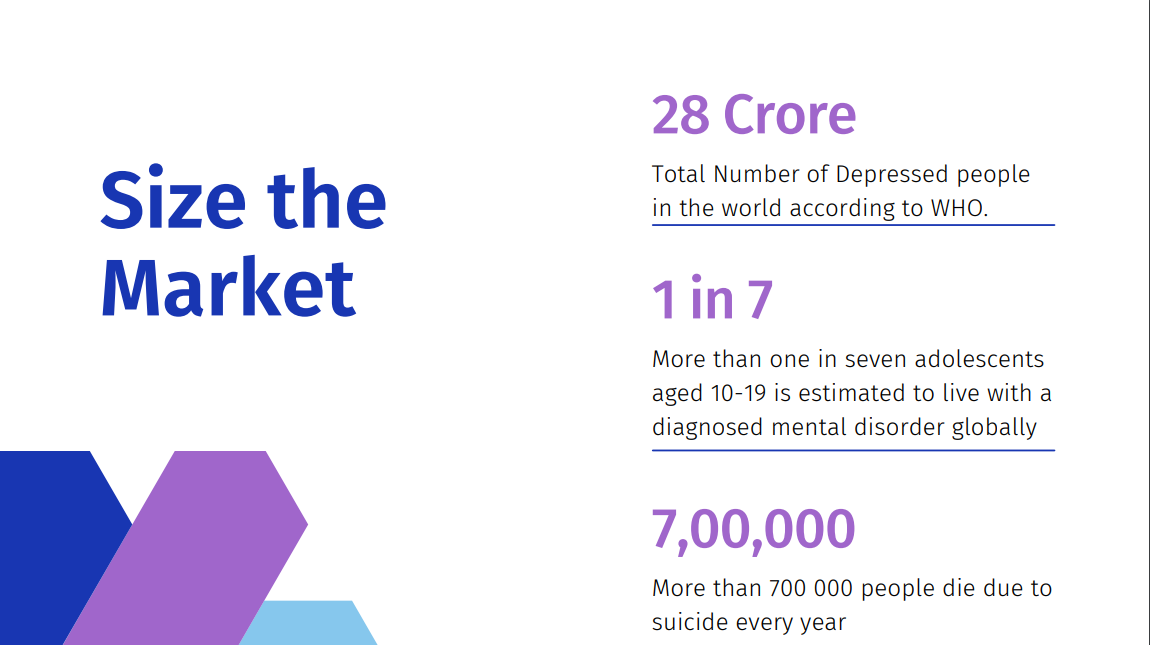 Size the
Market
28 Crore
Total Number of Depressed people
in the world according to WHO.
1 in 7
More than one in seven adolescents
aged 10-19 is estimated to live with a
diagnosed mental disorder globally
7,00,000
More than 700 000 people die due to
suicide every year